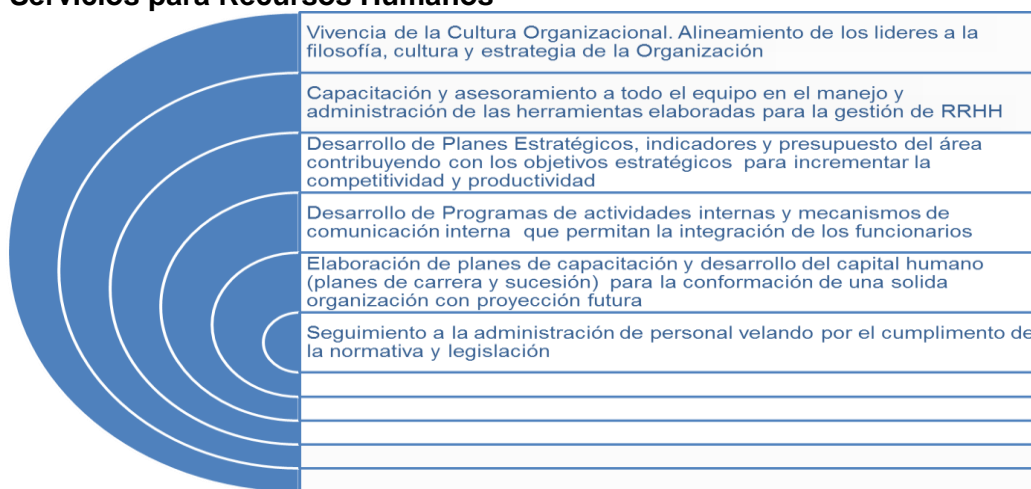 Servicios para Recursos Humanos
Vivencia de la Cultura Organizacional. Alineamiento de los lideres a la
filosofía, cultura y estrategia de la Organización
Capacitación y asesoramiento a todo el equipo en el manejo y
administración de las herramientas elaboradas para la gestión de RRHH
Desarrollo de Planes Estratégicos, indicadores y presupuesto del área
contribuyendo con los objetivos estratégicos para incrementar la
competitividad y productividad
Desarrollo de Programas de actividades internas y mecanismos de
comunicación interna que permitan la integración de los funcionarios
Elaboración de planes de capacitación y desarrollo del capital humano
(planes de carrera y sucesión) para la conformación de una solida
organización con proyección futura
Seguimiento a la administración de personal velando por el cumplimento de
la normativa y legislación